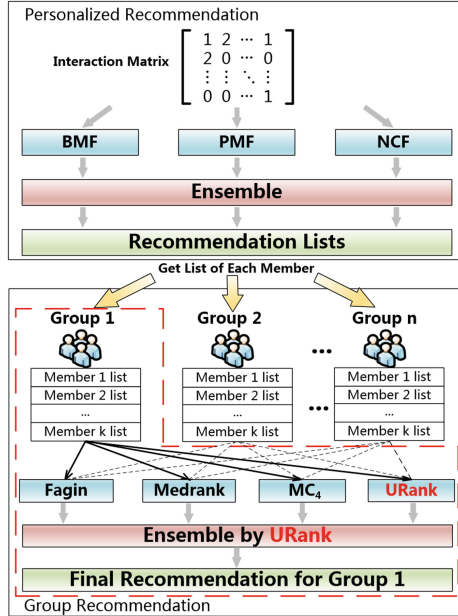 Personalized Recommendation
Interaction Matrix
1 2 ... 1
2 0 ... 0
⋮ ⋮ ⋱ ⋮
0 0 ... 1
BMF PMF NCF
Ensemble
Recommendation Lists
Get List of Each Member
Group 1 Group 2 Group n
...
Member 1 list Member 1 list Member 1 list
Member 2 list Member 2 list Member 2 list
... ... ... ...
Member k list Member k list Member k list
Fagin Medrank MC₄ URank
Ensemble by URank
Final Recommendation for Group 1
Group Recommendation